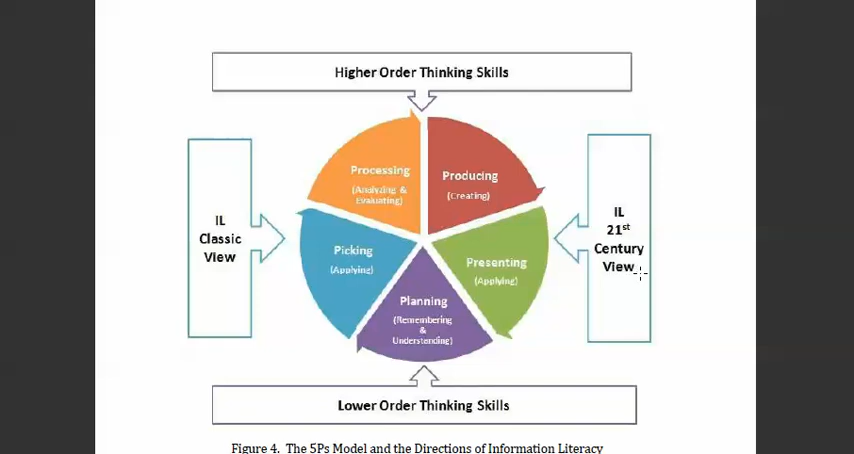 Higher Order Thinking Skills
Processing
(Analyzing &
Evaluating)
Producing
(Creating)
IL
Classic
View
Picking
(Applying)
Presenting
(Applying)
IL
21st
Century
View
Planning
(Remembering
&
Understanding)
Lower Order Thinking Skills
Figure 4. The 5Ps Model and the Directions of Information Literacy